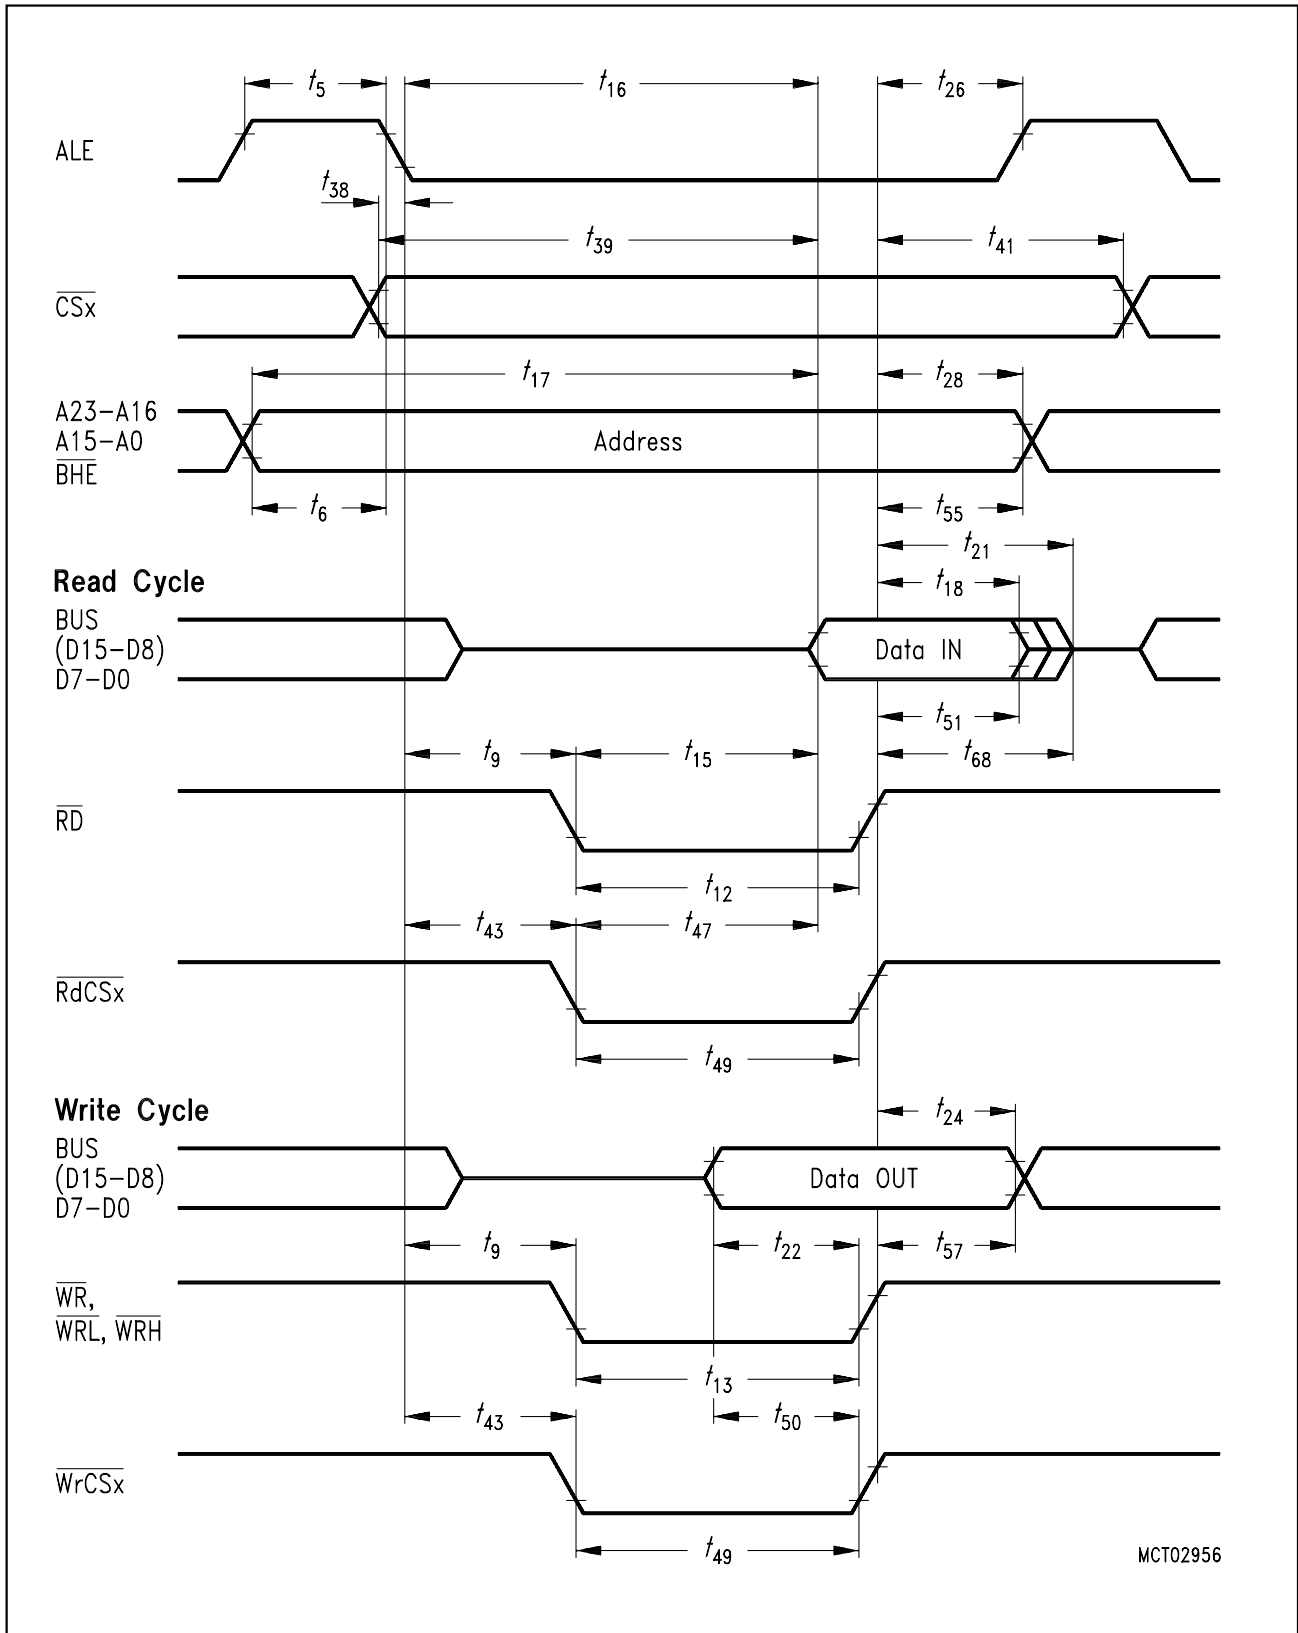 t5 t16 t26
ALE
t38
t39 t41
CSx
t17 t28
A23-A16
A15-A0
BHE
Address
t6 t55
t21
Read Cycle
t18
BUS
(D15-D8)
D7-D0
Data IN
t51
t9 t15 t68
RD
t12
t43 t47
RdCSx
t49
Write Cycle
t24
BUS
(D15-D8)
D7-D0
Data OUT
t9 t22 t57
WR,
WRL, WRH
t13
t43 t50
WrCSx
t49
MCT02956